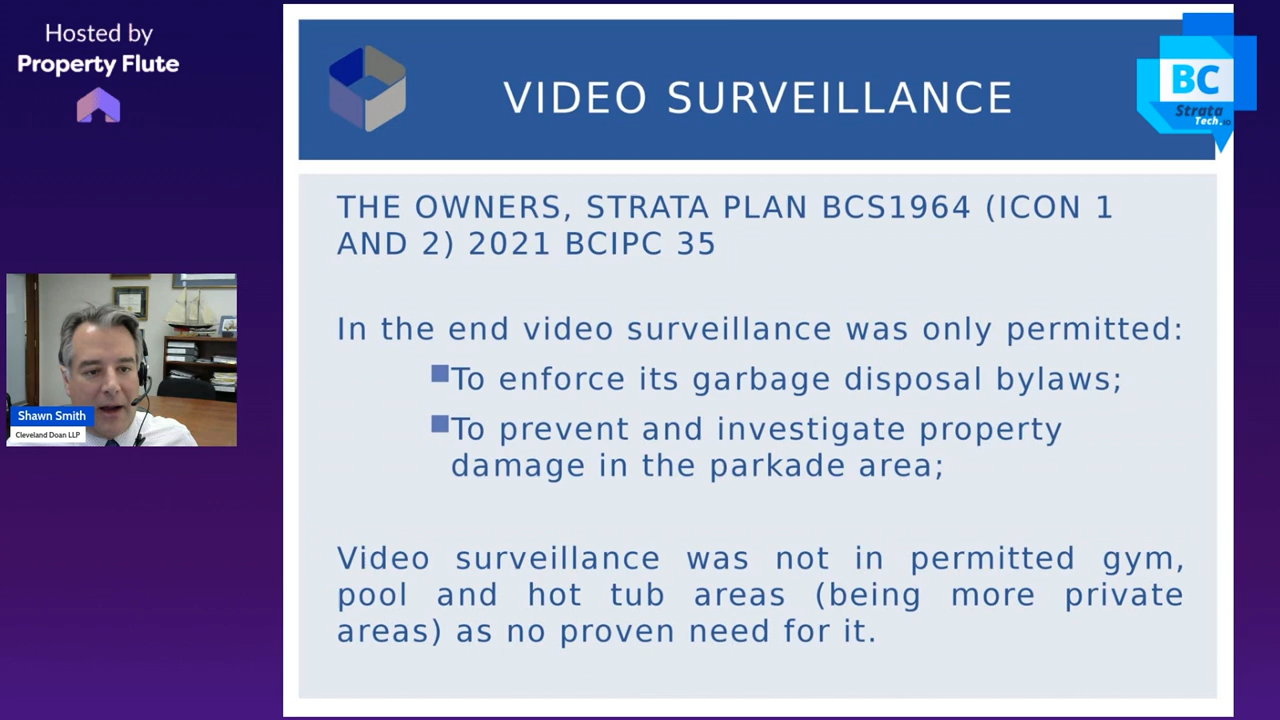 Hosted by
Property Flute
VIDEO SURVEILLANCE
BC
Strata
Tech.io
THE OWNERS, STRATA PLAN BCS1964 (ICON 1
AND 2) 2021 BCIPC 35
In the end video surveillance was only permitted:
To enforce its garbage disposal bylaws;
To prevent and investigate property
damage in the parkade area;
Video surveillance was not in permitted gym,
pool and hot tub areas (being more private
areas) as no proven need for it.
Shawn Smith
Cleveland Doan LLP